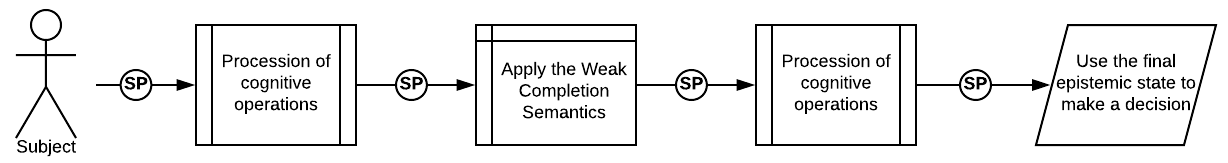 Subject
SP
Procession of
cognitive
operations
SP
Apply the Weak
Completion
Semantics
SP
Procession of
cognitive
operations
SP
Use the final
epistemic state to
make a decision